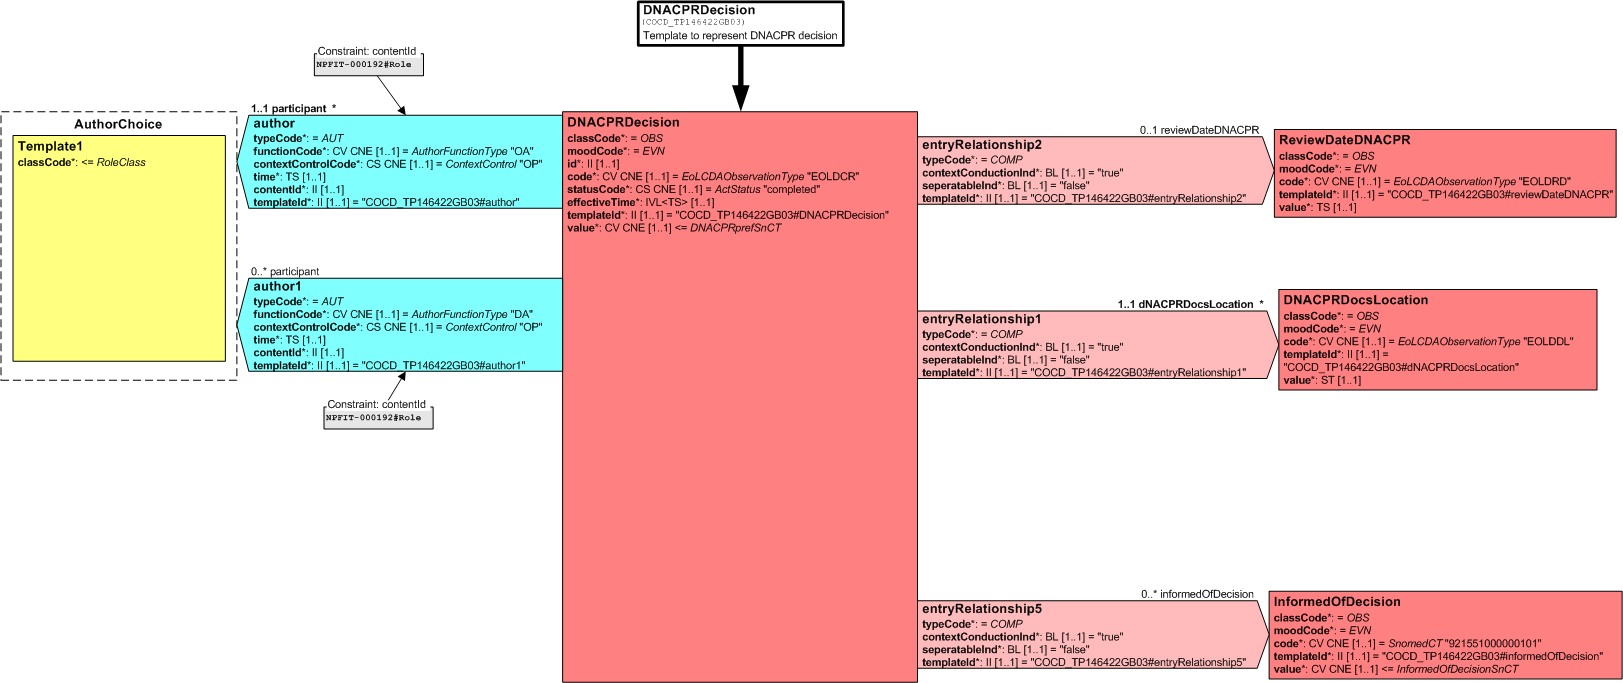 DNACPRDecision
(COCD_TP146422GB03)
Template to represent DNACPR decision
Constraint: contentId
NPFIT-000192#Role
AuthorChoice
Template1
classCode*: <= RoleClass
1..1 participant *
author
typeCode*: = AUT
functionCode*: CV CNE [1..1] = AuthorFunctionType "OA"
contextControlCode*: CS CNE [1..1] = ContextControl "OP"
time*: TS [1..1]
contentId*: II [1..1]
templateId*: II [1..1] = "COCD_TP146422GB03#author"
0..* participant
author1
typeCode*: = AUT
functionCode*: CV CNE [1..1] = AuthorFunctionType "DA"
contextControlCode*: CS CNE [1..1] = ContextControl "OP"
time*: TS [1..1]
contentId*: II [1..1]
templateId*: II [1..1] = "COCD_TP146422GB03#author1"
Constraint: contentId
NPFIT-000192#Role
DNACPRDecision
classCode*: = OBS
moodCode*: = EVN
id*: II [1..1]
code*: CV CNE [1..1] = EoLCDAObservationType "EOLDCR"
statusCode*: CS CNE [1..1] = ActStatus "completed"
effectiveTime*: IVL<TS> [1..1]
templateId*: II [1..1] = "COCD_TP146422GB03#DNACPRDecision"
value*: CV CNE [1..1] <= DNACPRprefSnCT
0..1 reviewDateDNACPR
entryRelationship2
typeCode*: = COMP
contextConductionInd*: BL [1..1] = "true"
seperatableInd*: BL [1..1] = "false"
templateId*: II [1..1] = "COCD_TP146422GB03#entryRelationship2"
ReviewDateDNACPR
classCode*: = OBS
moodCode*: = EVN
code*: CV CNE [1..1] = EoLCDAObservationType "EOLDRD"
templateId*: II [1..1] = "COCD_TP146422GB03#reviewDateDNACPR"
value*: TS [1..1]
1..1 dNACPRDocsLocation *
entryRelationship1
typeCode*: = COMP
contextConductionInd*: BL [1..1] = "true"
seperatableInd*: BL [1..1] = "false"
templateId*: II [1..1] = "COCD_TP146422GB03#entryRelationship1"
DNACPRDocsLocation
classCode*: = OBS
moodCode*: = EVN
code*: CV CNE [1..1] = EoLCDAObservationType "EOLDDL"
templateId*: II [1..1] =
"COCD_TP146422GB03#dNACPRDocsLocation"
value*: ST [1..1]
0..* informedOfDecision
entryRelationship5
typeCode*: = COMP
contextConductionInd*: BL [1..1] = "true"
seperatableInd*: BL [1..1] = "false"
templateId*: II [1..1] = "COCD_TP146422GB03#entryRelationship5"
InformedOfDecision
classCode*: = OBS
moodCode*: = EVN
code*: CV CNE [1..1] = SnomedCT "921551000000101"
templateId*: II [1..1] = "COCD_TP146422GB03#informedOfDecision"
value*: CV CNE [1..1] <= InformedOfDecisionSnCT